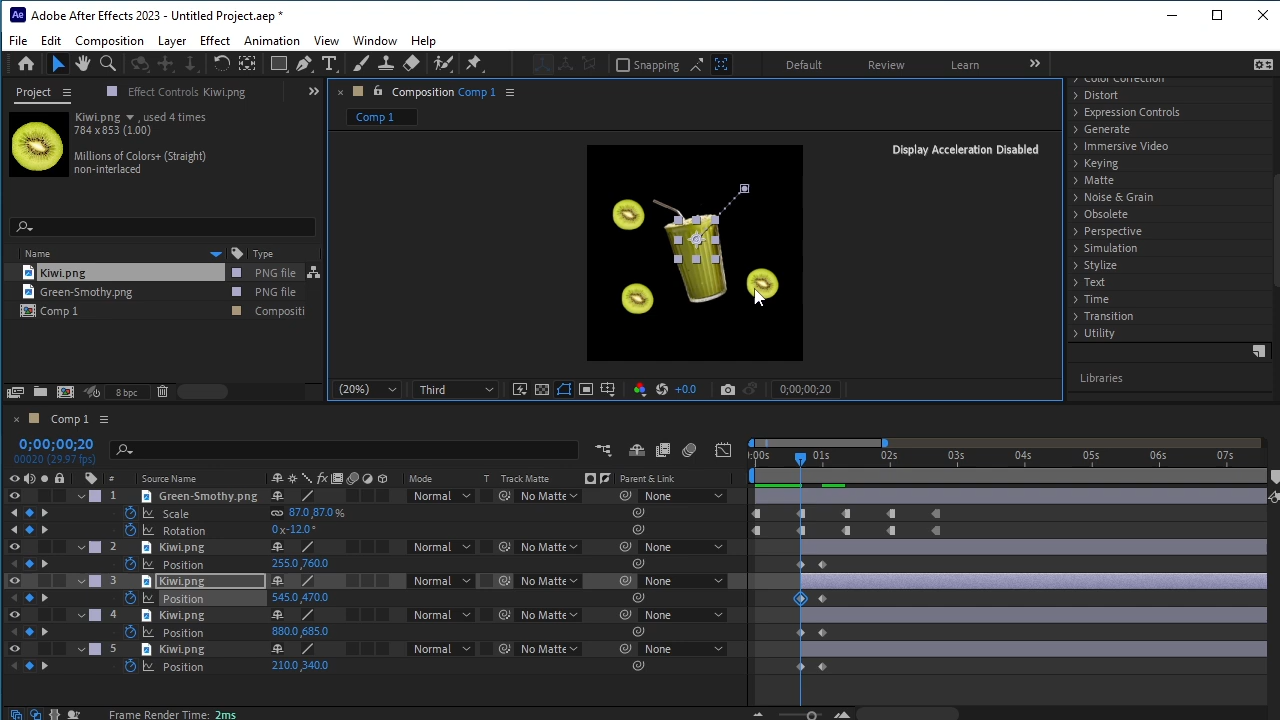 Ae Adobe After Effects 2023 - Untitled Project.aep *
File Edit Composition Layer Effect Animation View Window Help
Snapping Default Review Learn
Project Effect Controls Kiwi.png
Composition Comp 1
Comp 1
Kiwi.png , used 4 times
784 x 853 (1.00)
Millions of Colors+ (Straight)
non-interlaced
Name Type
Kiwi.png PNG file
Green-Smothy.png PNG file
Comp 1 Compositi
8 bpc
Display Acceleration Disabled
(20%) Third +0.0 0;00;00;20
Color Correction
Distort
Expression Controls
Generate
Immersive Video
Keying
Matte
Noise & Grain
Obsolete
Perspective
Simulation
Stylize
Text
Time
Transition
Utility
Libraries
Comp 1
0;00;00;20
00020 (29.97 fps)
:00s 01s 02s 03s 04s 05s 06s 07s
# Source Name Mode T Track Matte Parent & Link
1 Green-Smothy.png Normal No Matte None
Scale 87.0,87.0 %
Rotation 0 x-12.0 °
2 Kiwi.png Normal No Matte None
Position 255.0,760.0
3 Kiwi.png Normal No Matte None
Position 545.0,470.0
4 Kiwi.png Normal No Matte None
Position 880.0,685.0
5 Kiwi.png Normal No Matte None
Position 210.0,340.0
Frame Render Time: 2ms